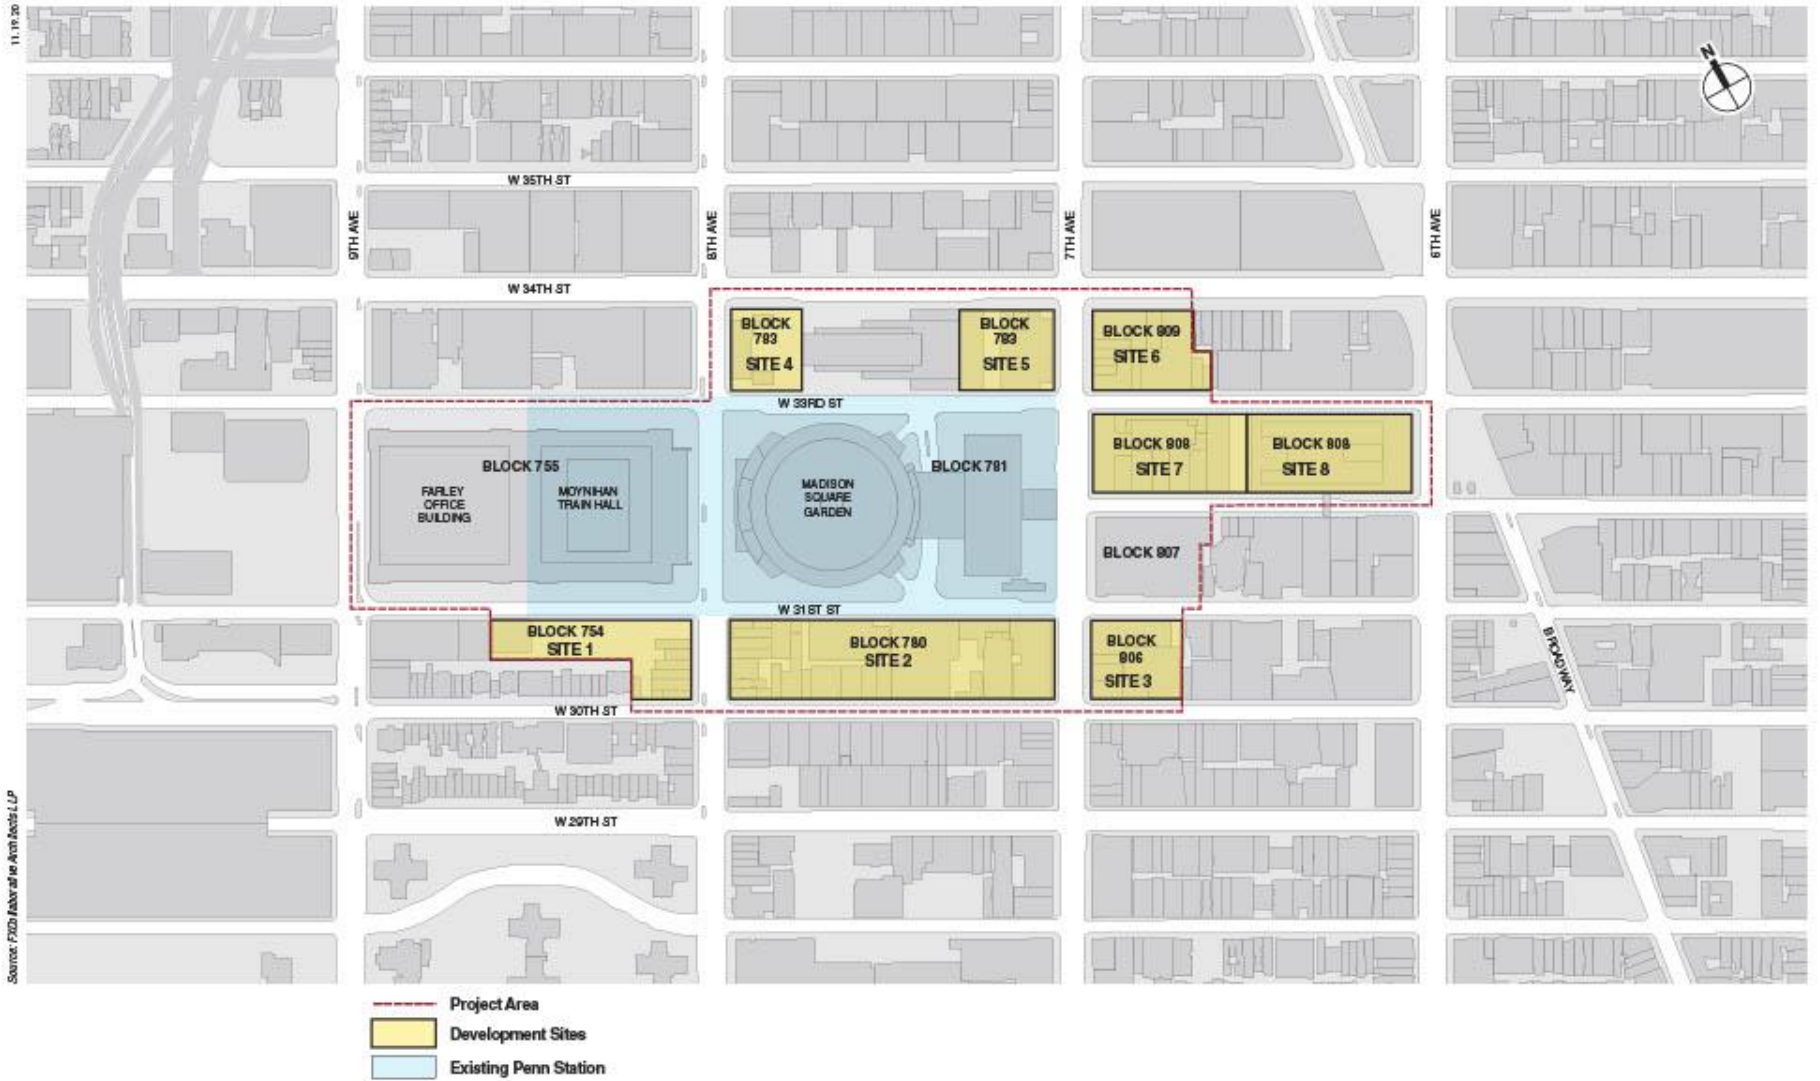 11.19.20
N
W 35TH ST
9TH AVE
8TH AVE
7TH AVE
6TH AVE
W 34TH ST
BLOCK
783
SITE 4
BLOCK
783
SITE 5
BLOCK 809
SITE 6
W 33RD ST
BLOCK 755
FARLEY
OFFICE
BUILDING
MOYNIHAN
TRAIN HALL
MADISON
SQUARE
GARDEN
BLOCK 781
BLOCK 808
SITE 7
BLOCK 808
SITE 8
BLOCK 807
W 31ST ST
BLOCK 754
SITE 1
BLOCK 780
SITE 2
BLOCK
806
SITE 3
BROADWAY
W 30TH ST
W 29TH ST
Source: FXCollaborative Architects LLP
Project Area
Development Sites
Existing Penn Station